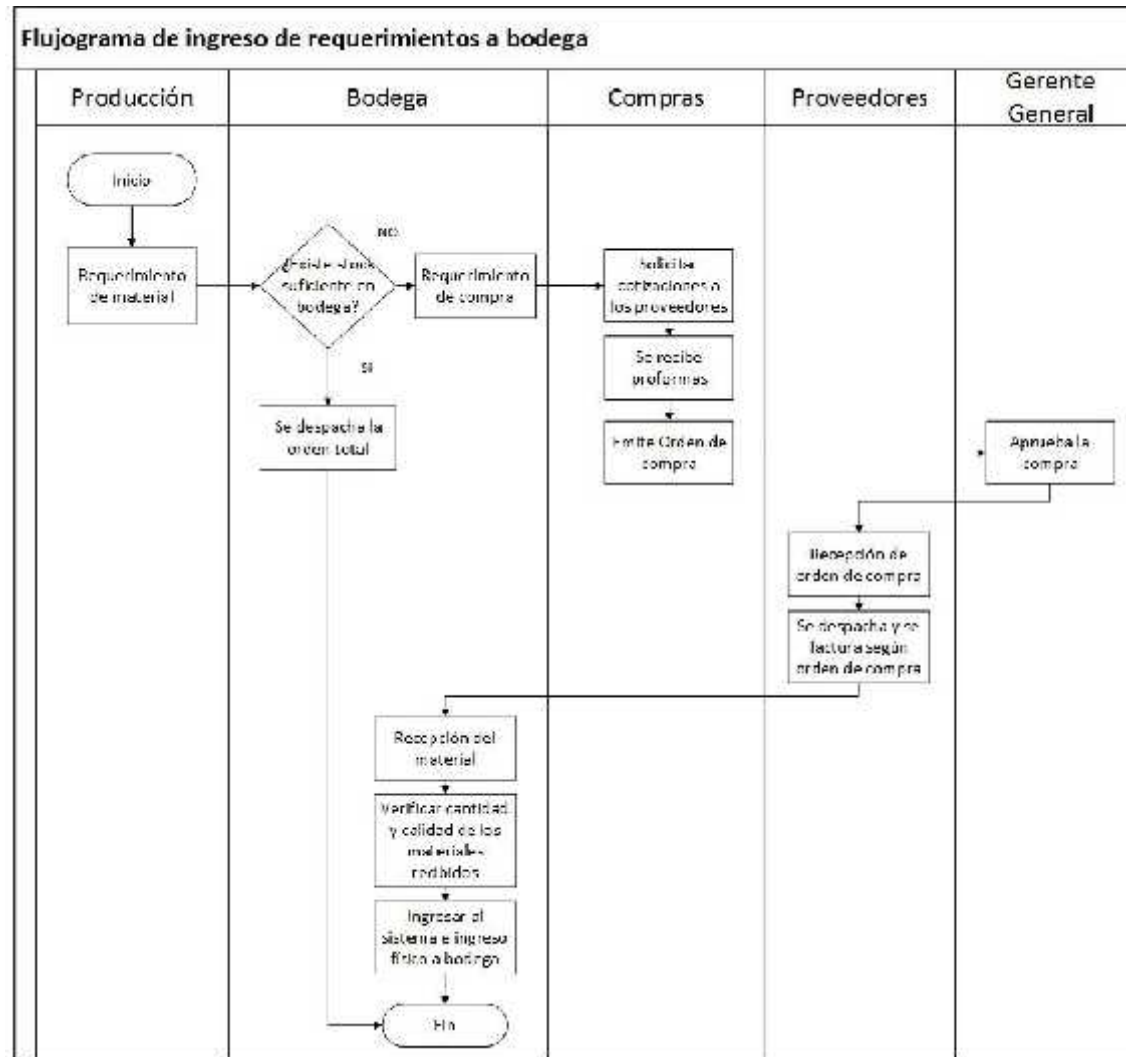 Flujograma de ingreso de requerimientos a bodega
Producción
Bodega
Compras
Proveedores
Gerente
General
Inicio
Requerimiento
de material
¿Existe stock
suficiente en
bodega?
NO
Requerimiento
de compra
Solicitar
cotizaciones a
los proveedores
Se recibe
proformas
SI
Se despacha la
orden total
Emite Orden de
compra
Aprueba la
compra
Recepción de
orden de compra
Se despacha y se
factura según
orden de compra
Recepción del
material
Verificar cantidad
y calidad de los
materiales
recibidos
Ingresar al
sistema e ingreso
físico a bodega
Fin